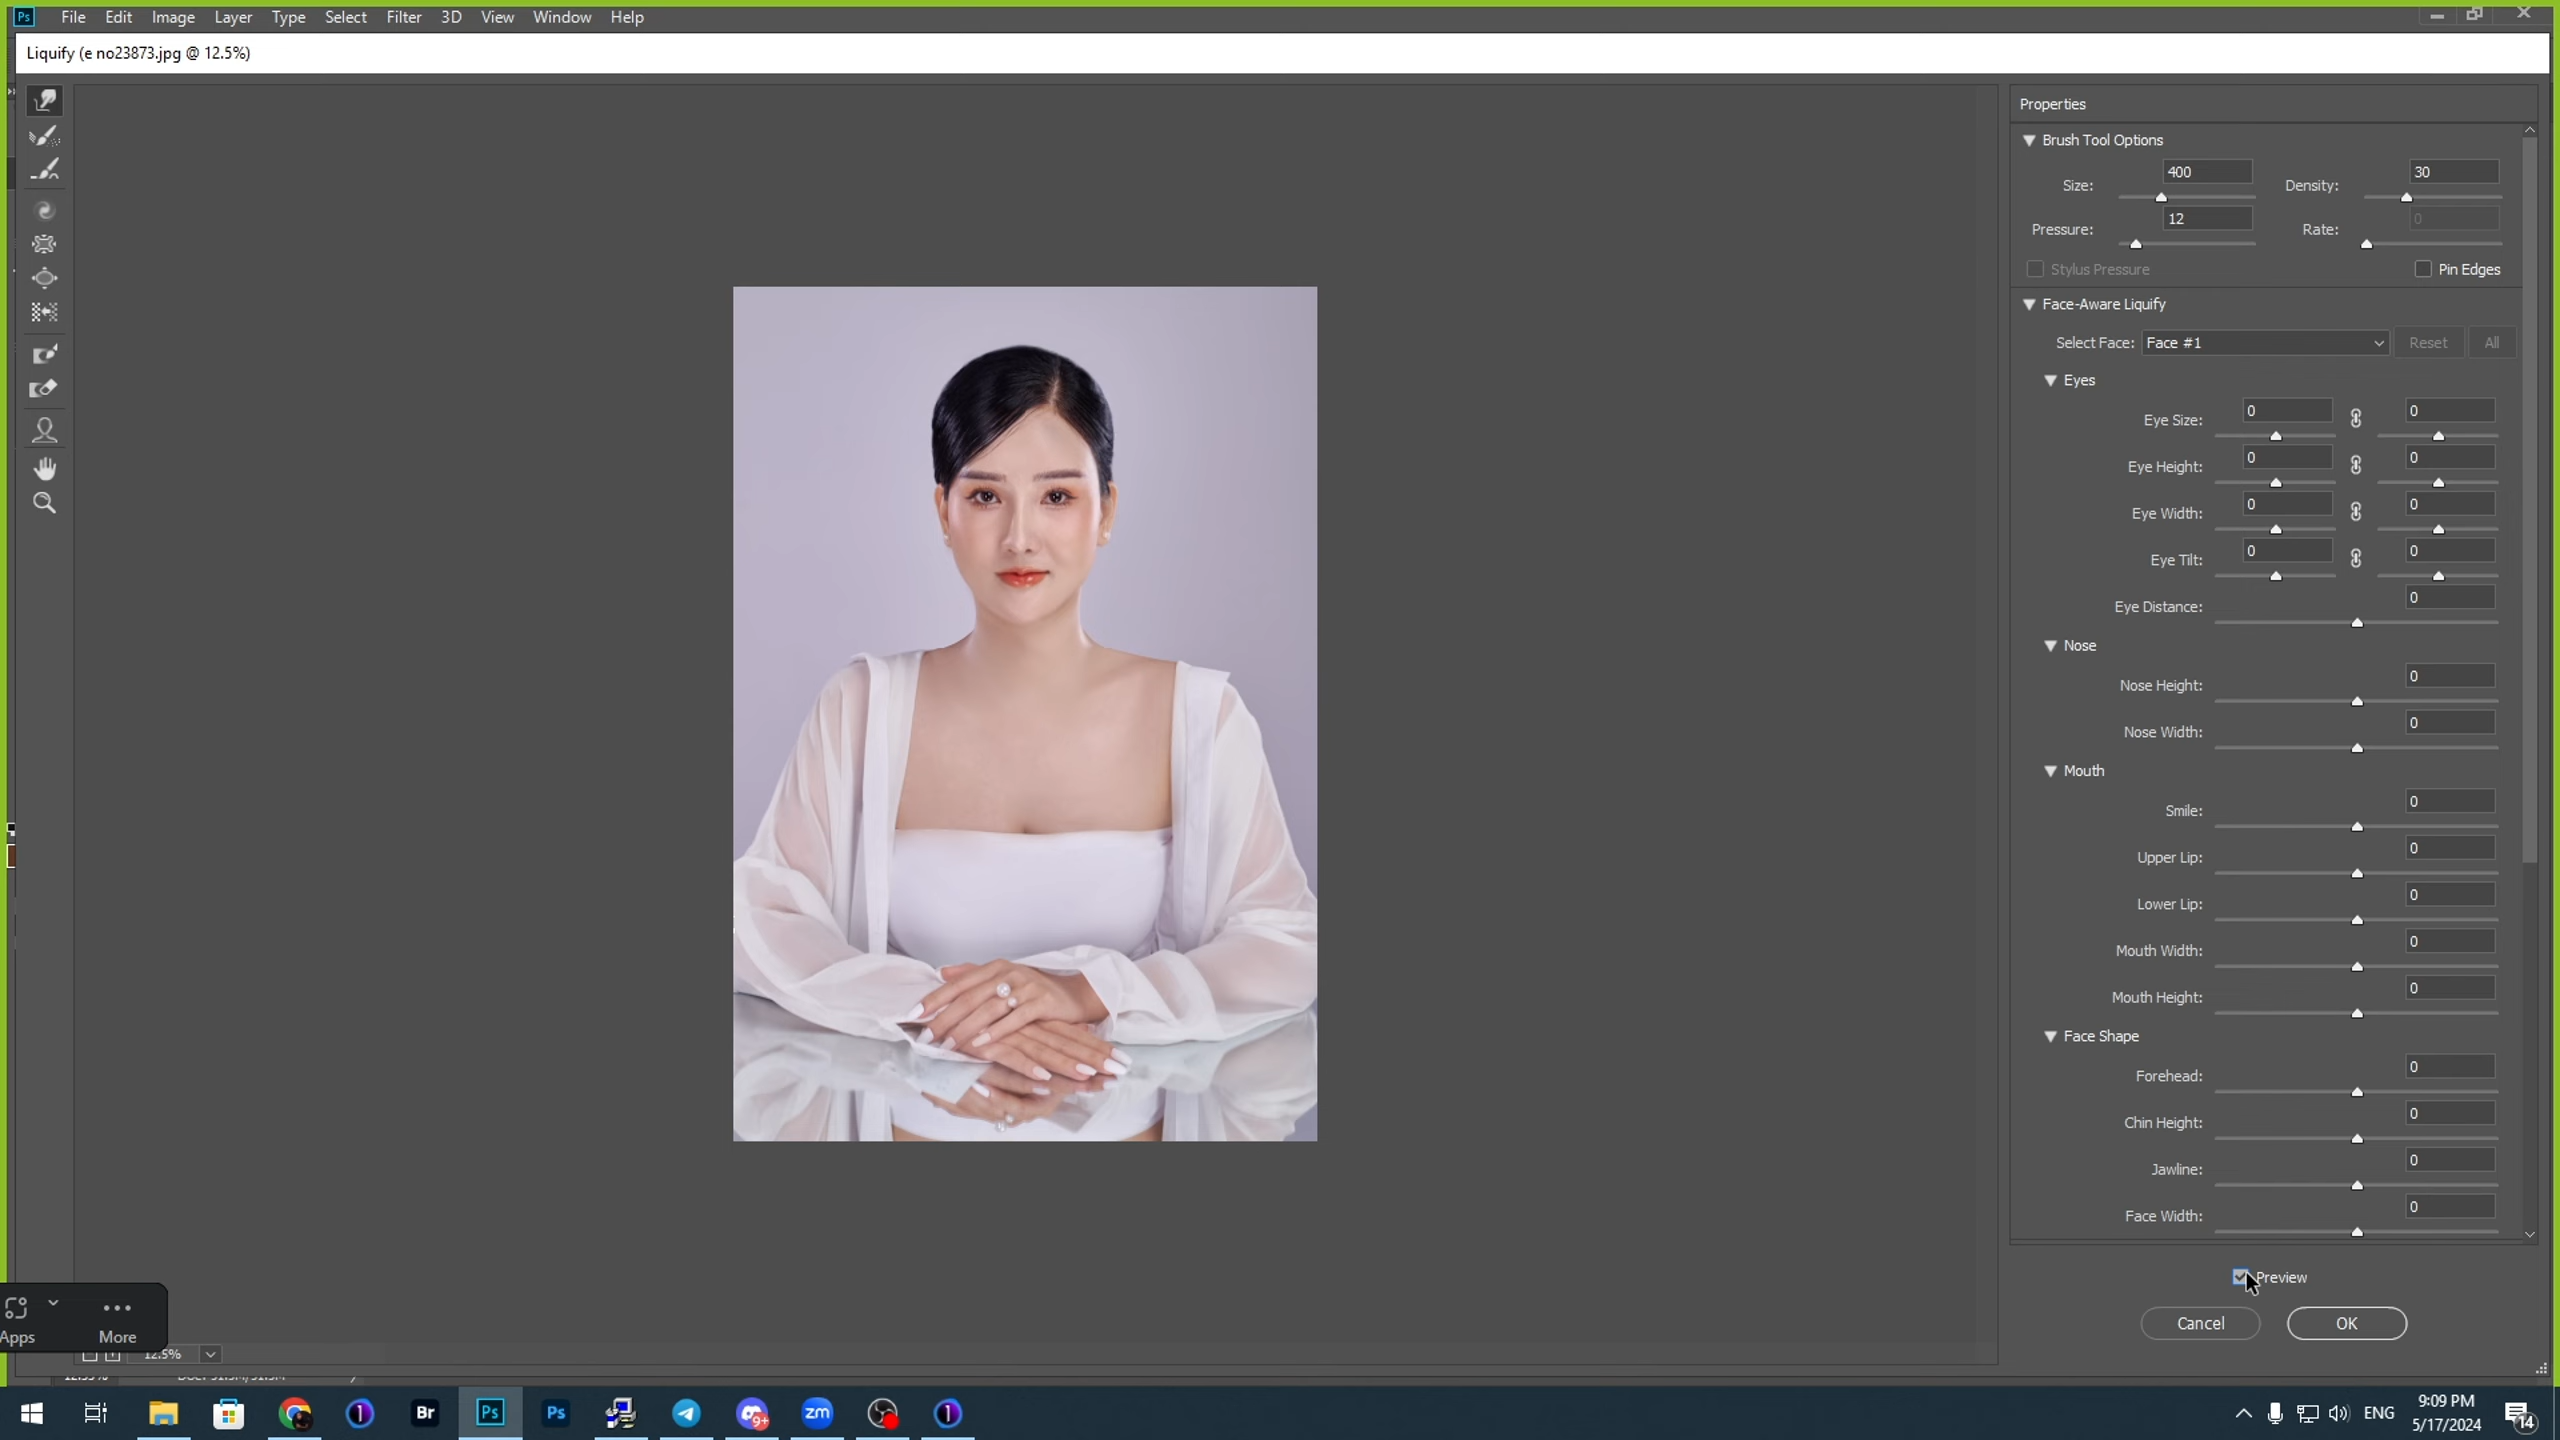 Ps File Edit Image Layer Type Select Filter 3D View Window Help
Liquify (e no23873.jpg @ 12.5%)
Properties
Brush Tool Options
Size: 400 Density: 30
Pressure: 12 Rate: 0
Stylus Pressure Pin Edges
Face-Aware Liquify
Select Face: Face #1 Reset All
Eyes
Eye Size: 0 0
Eye Height: 0 0
Eye Width: 0 0
Eye Tilt: 0 0
Eye Distance: 0
Nose
Nose Height: 0
Nose Width: 0
Mouth
Smile: 0
Upper Lip: 0
Lower Lip: 0
Mouth Width: 0
Mouth Height: 0
Face Shape
Forehead: 0
Chin Height: 0
Jawline: 0
Face Width: 0
Preview
Cancel OK
Apps More
12.5%
Br Ps Ps 9+ zm ENG 9:09 PM
5/17/2024 14